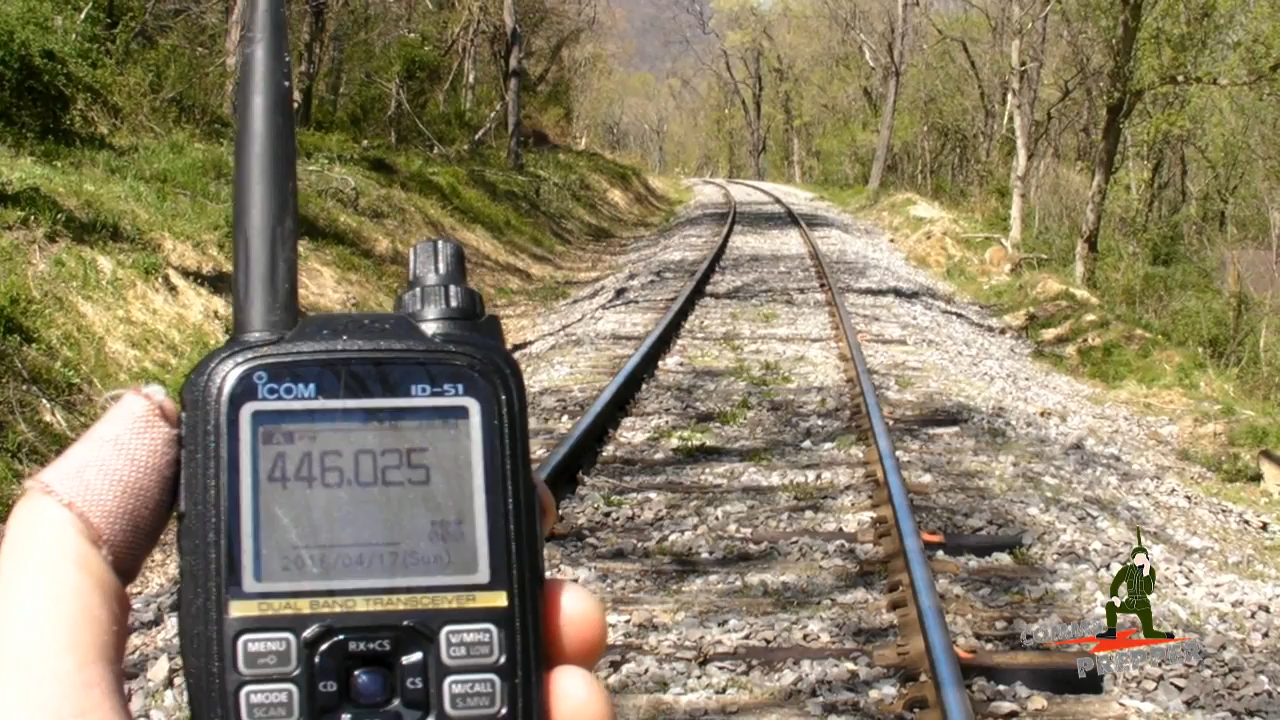 ICOM ID-51
A
446.025
2016/04/17(Sun)
DUAL BAND TRANSCEIVER
MENU
RX→CS
V/MHz
CLR LOW
CD
CS
MODE
SCAN
M/CALL
S.MW
COMMS
PREPPER